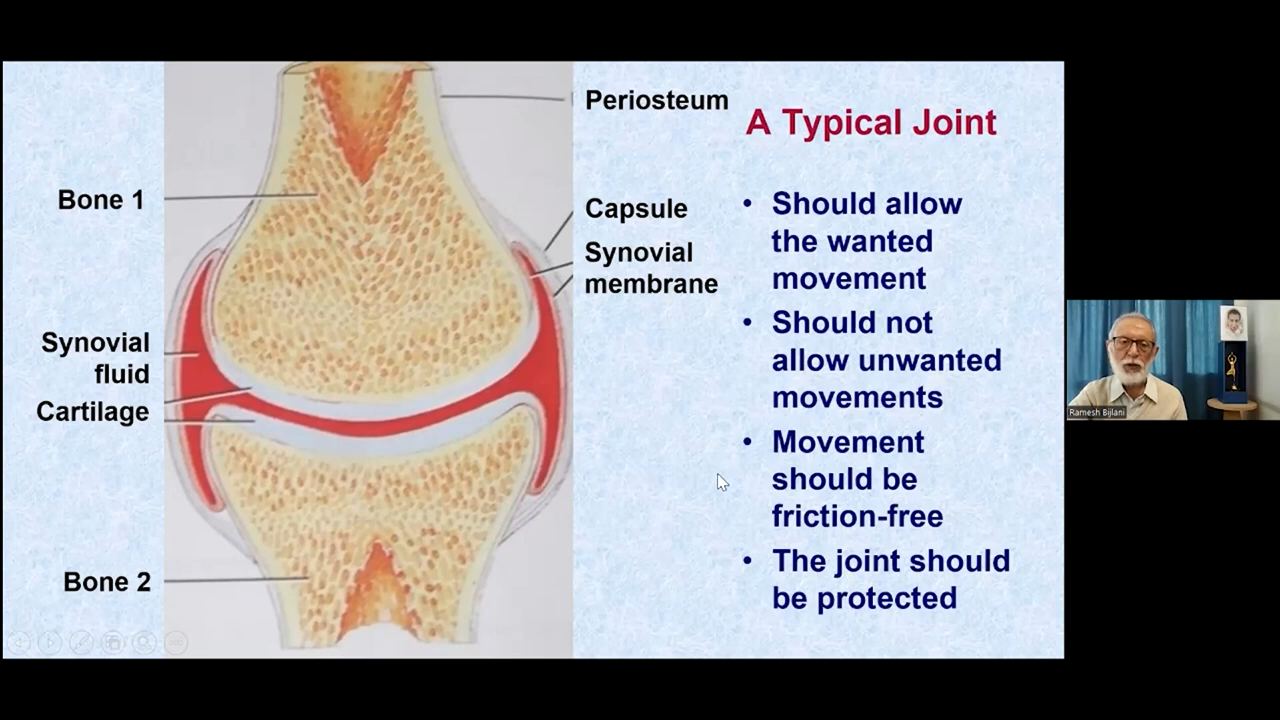 Periosteum
Bone 1
Capsule
Synovial
membrane
Synovial
fluid
Cartilage
Bone 2
A Typical Joint
• Should allow
the wanted
movement
• Should not
allow unwanted
movements
• Movement
should be
friction-free
• The joint should
be protected
Ramesh Bijlani